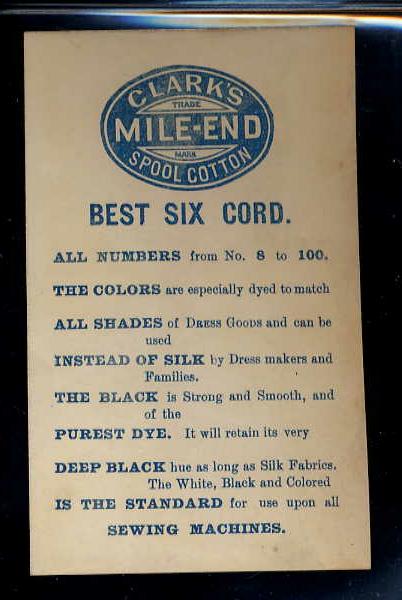 CLARK'S
TRADE
MILE-END
MARK
SPOOL COTTON
BEST SIX CORD.
ALL NUMBERS from No. 8 to 100.
THE COLORS are especially dyed to match
ALL SHADES of DRESS GOODS and can be
used
INSTEAD OF SILK by Dress makers and
Families.
THE BLACK is Strong and Smooth, and
of the
PUREST DYE. It will retain its very
DEEP BLACK hue as long as Silk Fabrics.
The White, Black and Colored
IS THE STANDARD for use upon all
SEWING MACHINES.